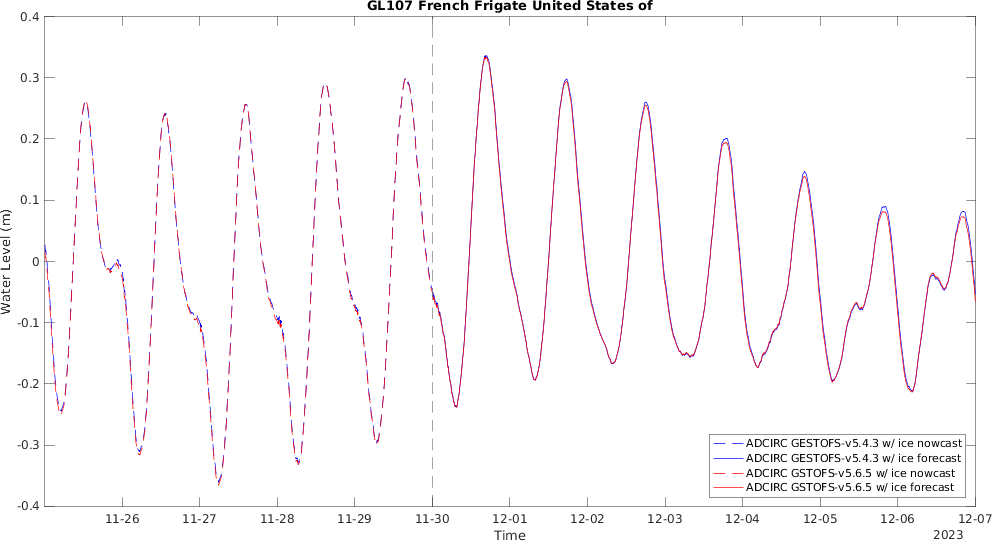 GL107 French Frigate United States of
0.4
0.3
0.2
0.1
0
-0.1
-0.2
-0.3
-0.4
Water Level (m)
ADCIRC GESTOFS-v5.4.3 w/ ice nowcast
ADCIRC GESTOFS-v5.4.3 w/ ice forecast
ADCIRC GSTOFS-v5.6.5 w/ ice nowcast
ADCIRC GSTOFS-v5.6.5 w/ ice forecast
11-26 11-27 11-28 11-29 11-30 12-01 12-02 12-03 12-04 12-05 12-06 12-07
Time
2023